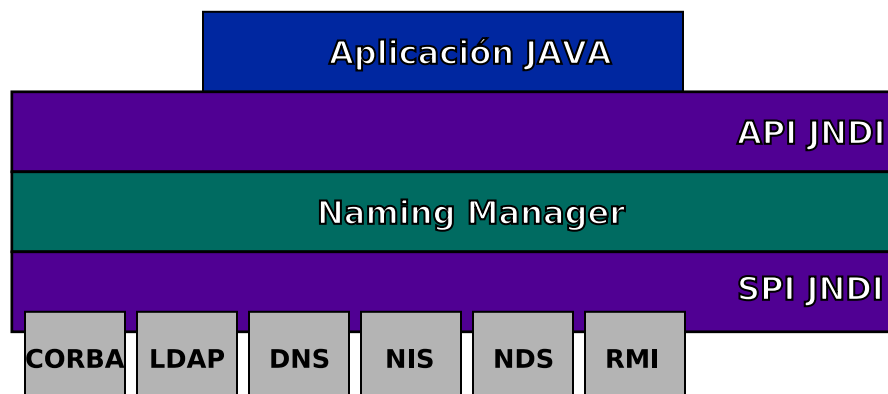 Aplicación JAVA
API JNDI
Naming Manager
SPI JNDI
CORBA LDAP DNS NIS NDS RMI